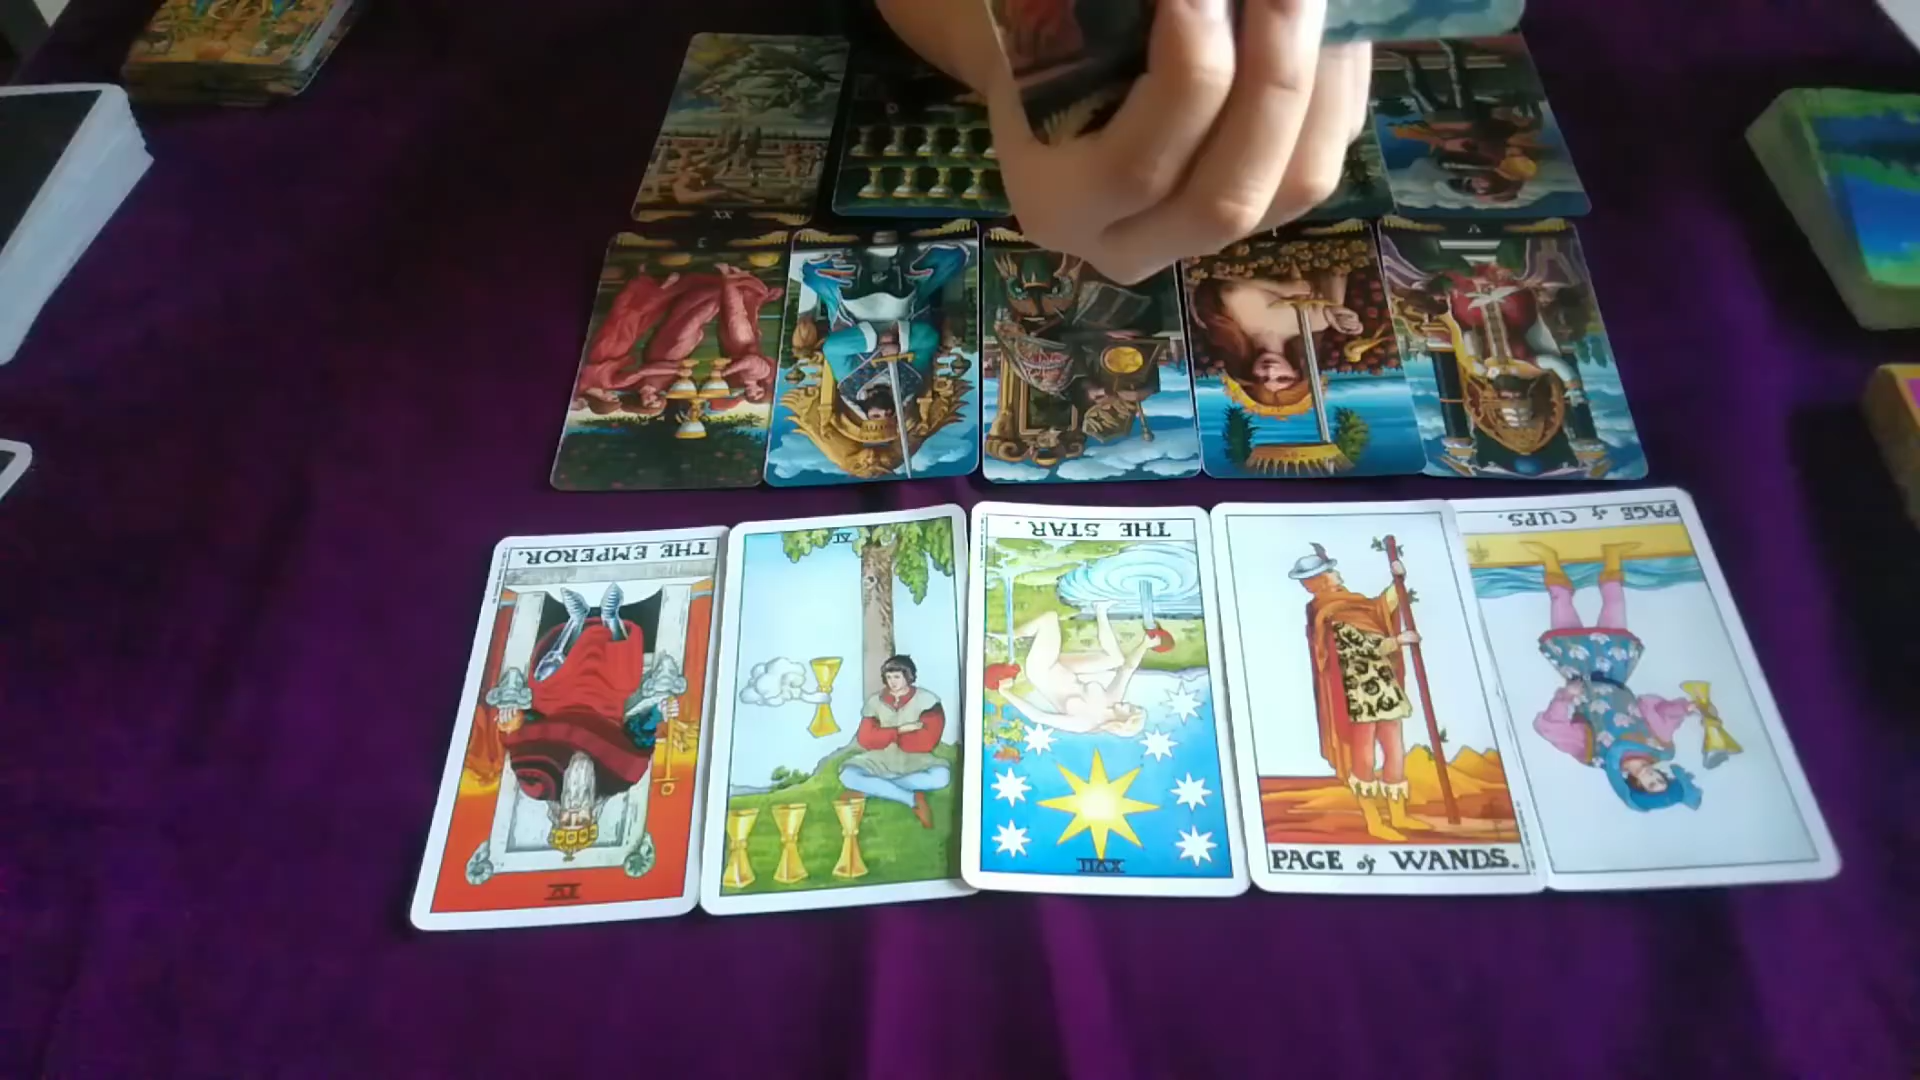 XX
THE EMPEROR.
IV
IV
THE STAR.
XVII
PAGE of WANDS.
PAGE of CUPS.